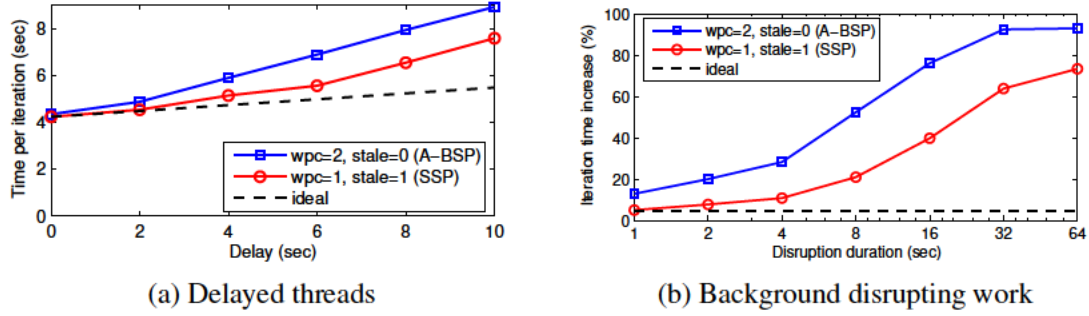 Time per iteration (sec)
8
6
4
2
0
wpc=2, stale=0 (A−BSP)
wpc=1, stale=1 (SSP)
ideal
0 2 4 6 8 10
Delay (sec)
(a) Delayed threads
Iteration time increase (%)
100
80
60
40
20
0
wpc=2, stale=0 (A−BSP)
wpc=1, stale=1 (SSP)
ideal
1 2 4 8 16 32 64
Disruption duration (sec)
(b) Background disrupting work